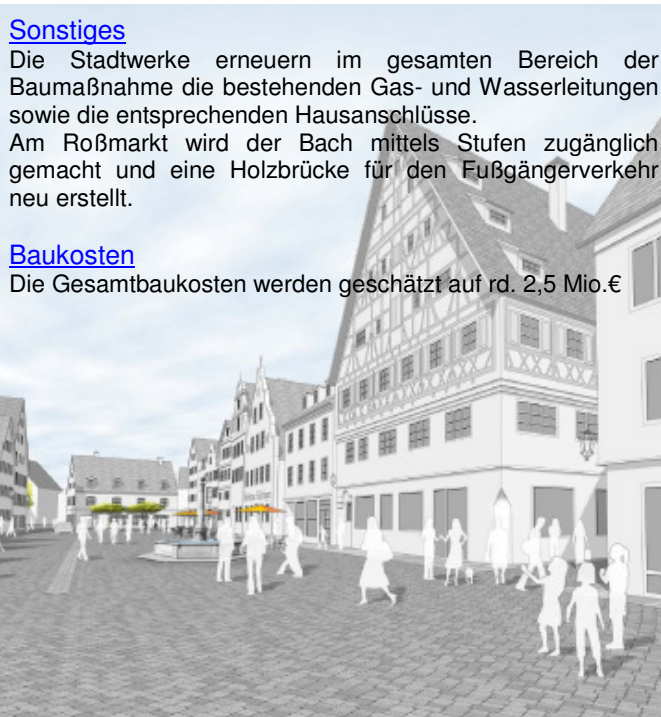 Sonstiges
Die Stadtwerke erneuern im gesamten Bereich der
Baumaßnahme die bestehenden Gas- und Wasserleitungen
sowie die entsprechenden Hausanschlüsse.
Am Roßmarkt wird der Bach mittels Stufen zugänglich
gemacht und eine Holzbrücke für den Fußgängerverkehr
neu erstellt.
Baukosten
Die Gesamtbaukosten werden geschätzt auf rd. 2,5 Mio.€